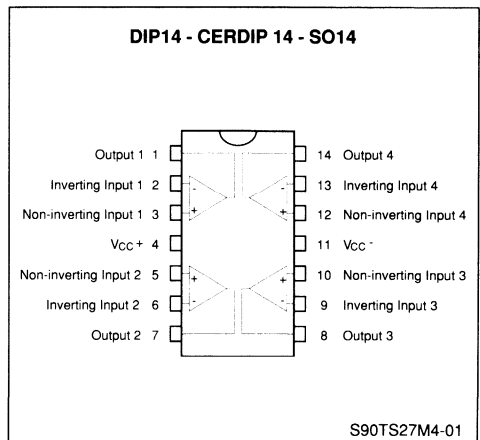 DIP14 - CERDIP 14 - SO14
Output 1 1 14 Output 4
Inverting Input 1 2 - - 13 Inverting Input 4
Non-inverting Input 1 3 + + 12 Non-inverting Input 4
VCC+ 4 11 VCC-
Non-inverting Input 2 5 + + 10 Non-inverting Input 3
Inverting Input 2 6 - - 9 Inverting Input 3
Output 2 7 8 Output 3
S90TS27M4-01